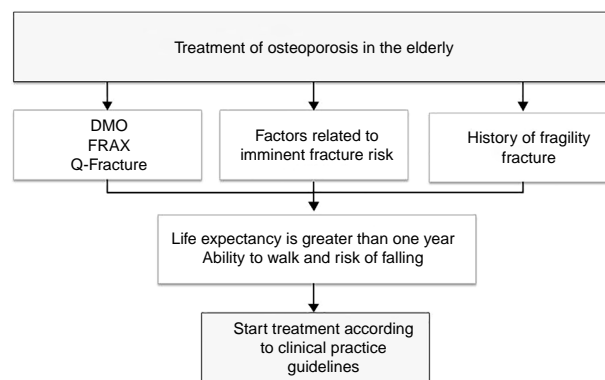 Treatment of osteoporosis in the elderly
DMO
FRAX
Q-Fracture
Factors related to
imminent fracture risk
History of fragility
fracture
Life expectancy is greater than one year
Ability to walk and risk of falling
Start treatment according
to clinical practice
guidelines